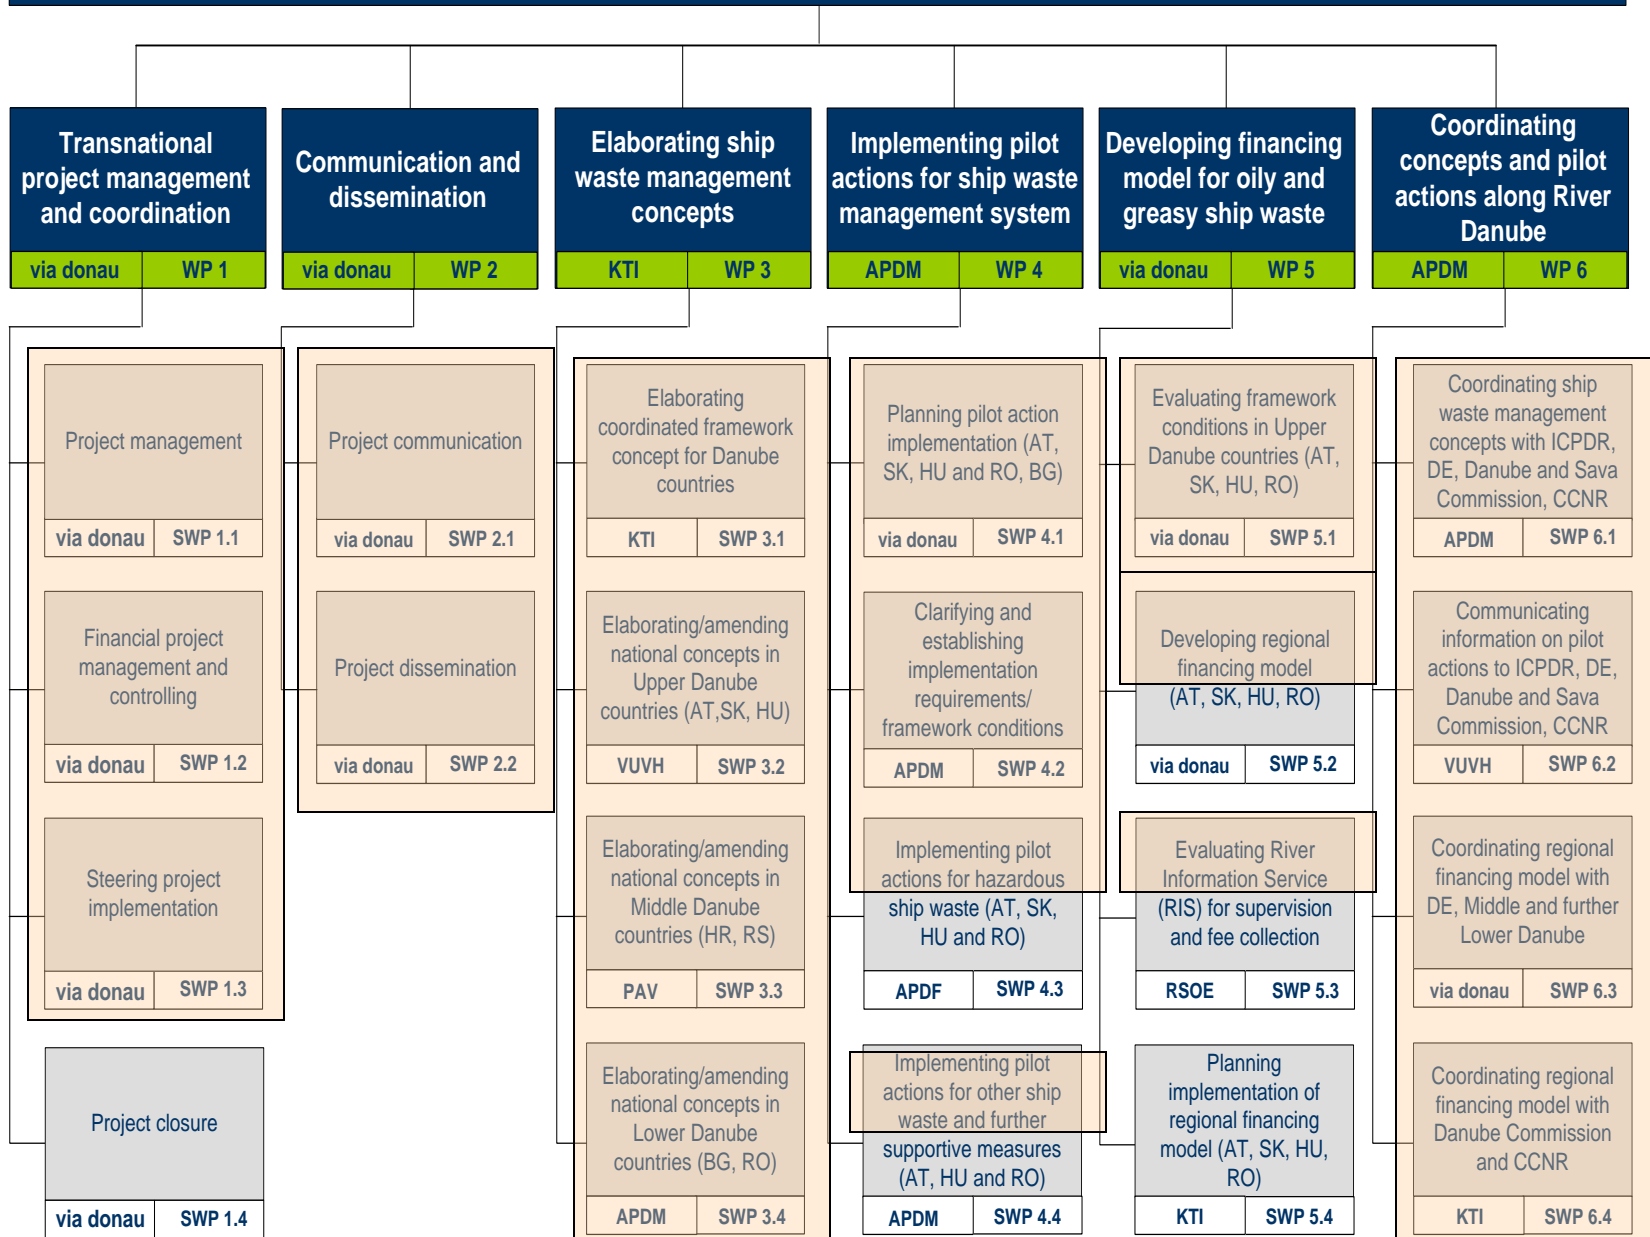 Transnational
project management
and coordination
via donau WP 1
Communication and
dissemination
via donau WP 2
Elaborating ship
waste management
concepts
KTI WP 3
Implementing pilot
actions for ship waste
management system
APDM WP 4
Developing financing
model for oily and
greasy ship waste
via donau WP 5
Coordinating
concepts and pilot
actions along River
Danube
APDM WP 6
Project management
via donau SWP 1.1
Financial project
management and
controlling
via donau SWP 1.2
Steering project
implementation
via donau SWP 1.3
Project closure
via donau SWP 1.4
Project communication
via donau SWP 2.1
Project dissemination
via donau SWP 2.2
Elaborating
coordinated framework
concept for Danube
countries
KTI SWP 3.1
Elaborating/amending
national concepts in
Upper Danube
countries (AT,SK, HU)
VUVH SWP 3.2
Elaborating/amending
national concepts in
Middle Danube
countries (HR, RS)
PAV SWP 3.3
Elaborating/amending
national concepts in
Lower Danube
countries (BG, RO)
APDM SWP 3.4
Planning pilot action
implementation (AT,
SK, HU and RO, BG)
via donau SWP 4.1
Clarifying and
establishing
implementation
requirements/
framework conditions
APDM SWP 4.2
Implementing pilot
actions for hazardous
ship waste (AT, SK,
HU and RO)
APDF SWP 4.3
Implementing pilot
actions for other ship
waste and further
supportive measures
(AT, HU and RO)
APDM SWP 4.4
Evaluating framework
conditions in Upper
Danube countries (AT,
SK, HU, RO)
via donau SWP 5.1
Developing regional
financing model
(AT, SK, HU, RO)
via donau SWP 5.2
Evaluating River
Information Service
(RIS) for supervision
and fee collection
RSOE SWP 5.3
Planning
implementation of
regional financing
model (AT, SK, HU,
RO)
KTI SWP 5.4
Coordinating ship
waste management
concepts with ICPDR,
DE, Danube and Sava
Commission, CCNR
APDM SWP 6.1
Communicating
information on pilot
actions to ICPDR, DE,
Danube and Sava
Commission, CCNR
VUVH SWP 6.2
Coordinating regional
financing model with
DE, Middle and further
Lower Danube
via donau SWP 6.3
Coordinating regional
financing model with
Danube Commission
and CCNR
KTI SWP 6.4